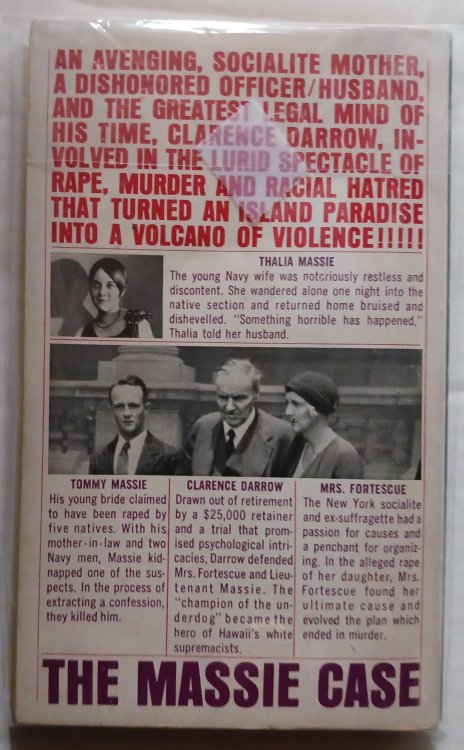 AN AVENGING, SOCIALITE MOTHER,
A DISHONORED OFFICER/HUSBAND,
AND THE GREATEST LEGAL MIND OF
HIS TIME, CLARENCE DARROW, IN-
VOLVED IN THE LURID SPECTACLE OF
RAPE, MURDER AND RACIAL HATRED
THAT TURNED AN ISLAND PARADISE
INTO A VOLCANO OF VIOLENCE!!!!!
THALIA MASSIE
The young Navy wife was notoriously restless and
discontent. She wandered alone one night into the
native section and returned home bruised and
dishevelled. "Something horrible has happened,"
Thalia told her husband.
TOMMY MASSIE
His young bride claimed
to have been raped by
five natives. With his
mother-in-law and two
Navy men, Massie kid-
napped one of the sus-
pects. In the process of
extracting a confession,
they killed him.
CLARENCE DARROW
Drawn out of retirement
by a $25,000 retainer
and a trial that prom-
ised psychological intri-
cacies, Darrow defended
Mrs. Fortescue and Lieu-
tenant Massie. The
"champion of the un-
derdog" became the
hero of Hawaii's white
supremacists.
MRS. FORTESCUE
The New York socialite
and ex-suffragette had a
passion for causes and
a penchant for organiz-
ing. In the alleged rape
of her daughter, Mrs.
Fortescue found her
ultimate cause and
evolved the plan which
ended in murder.
THE MASSIE CASE